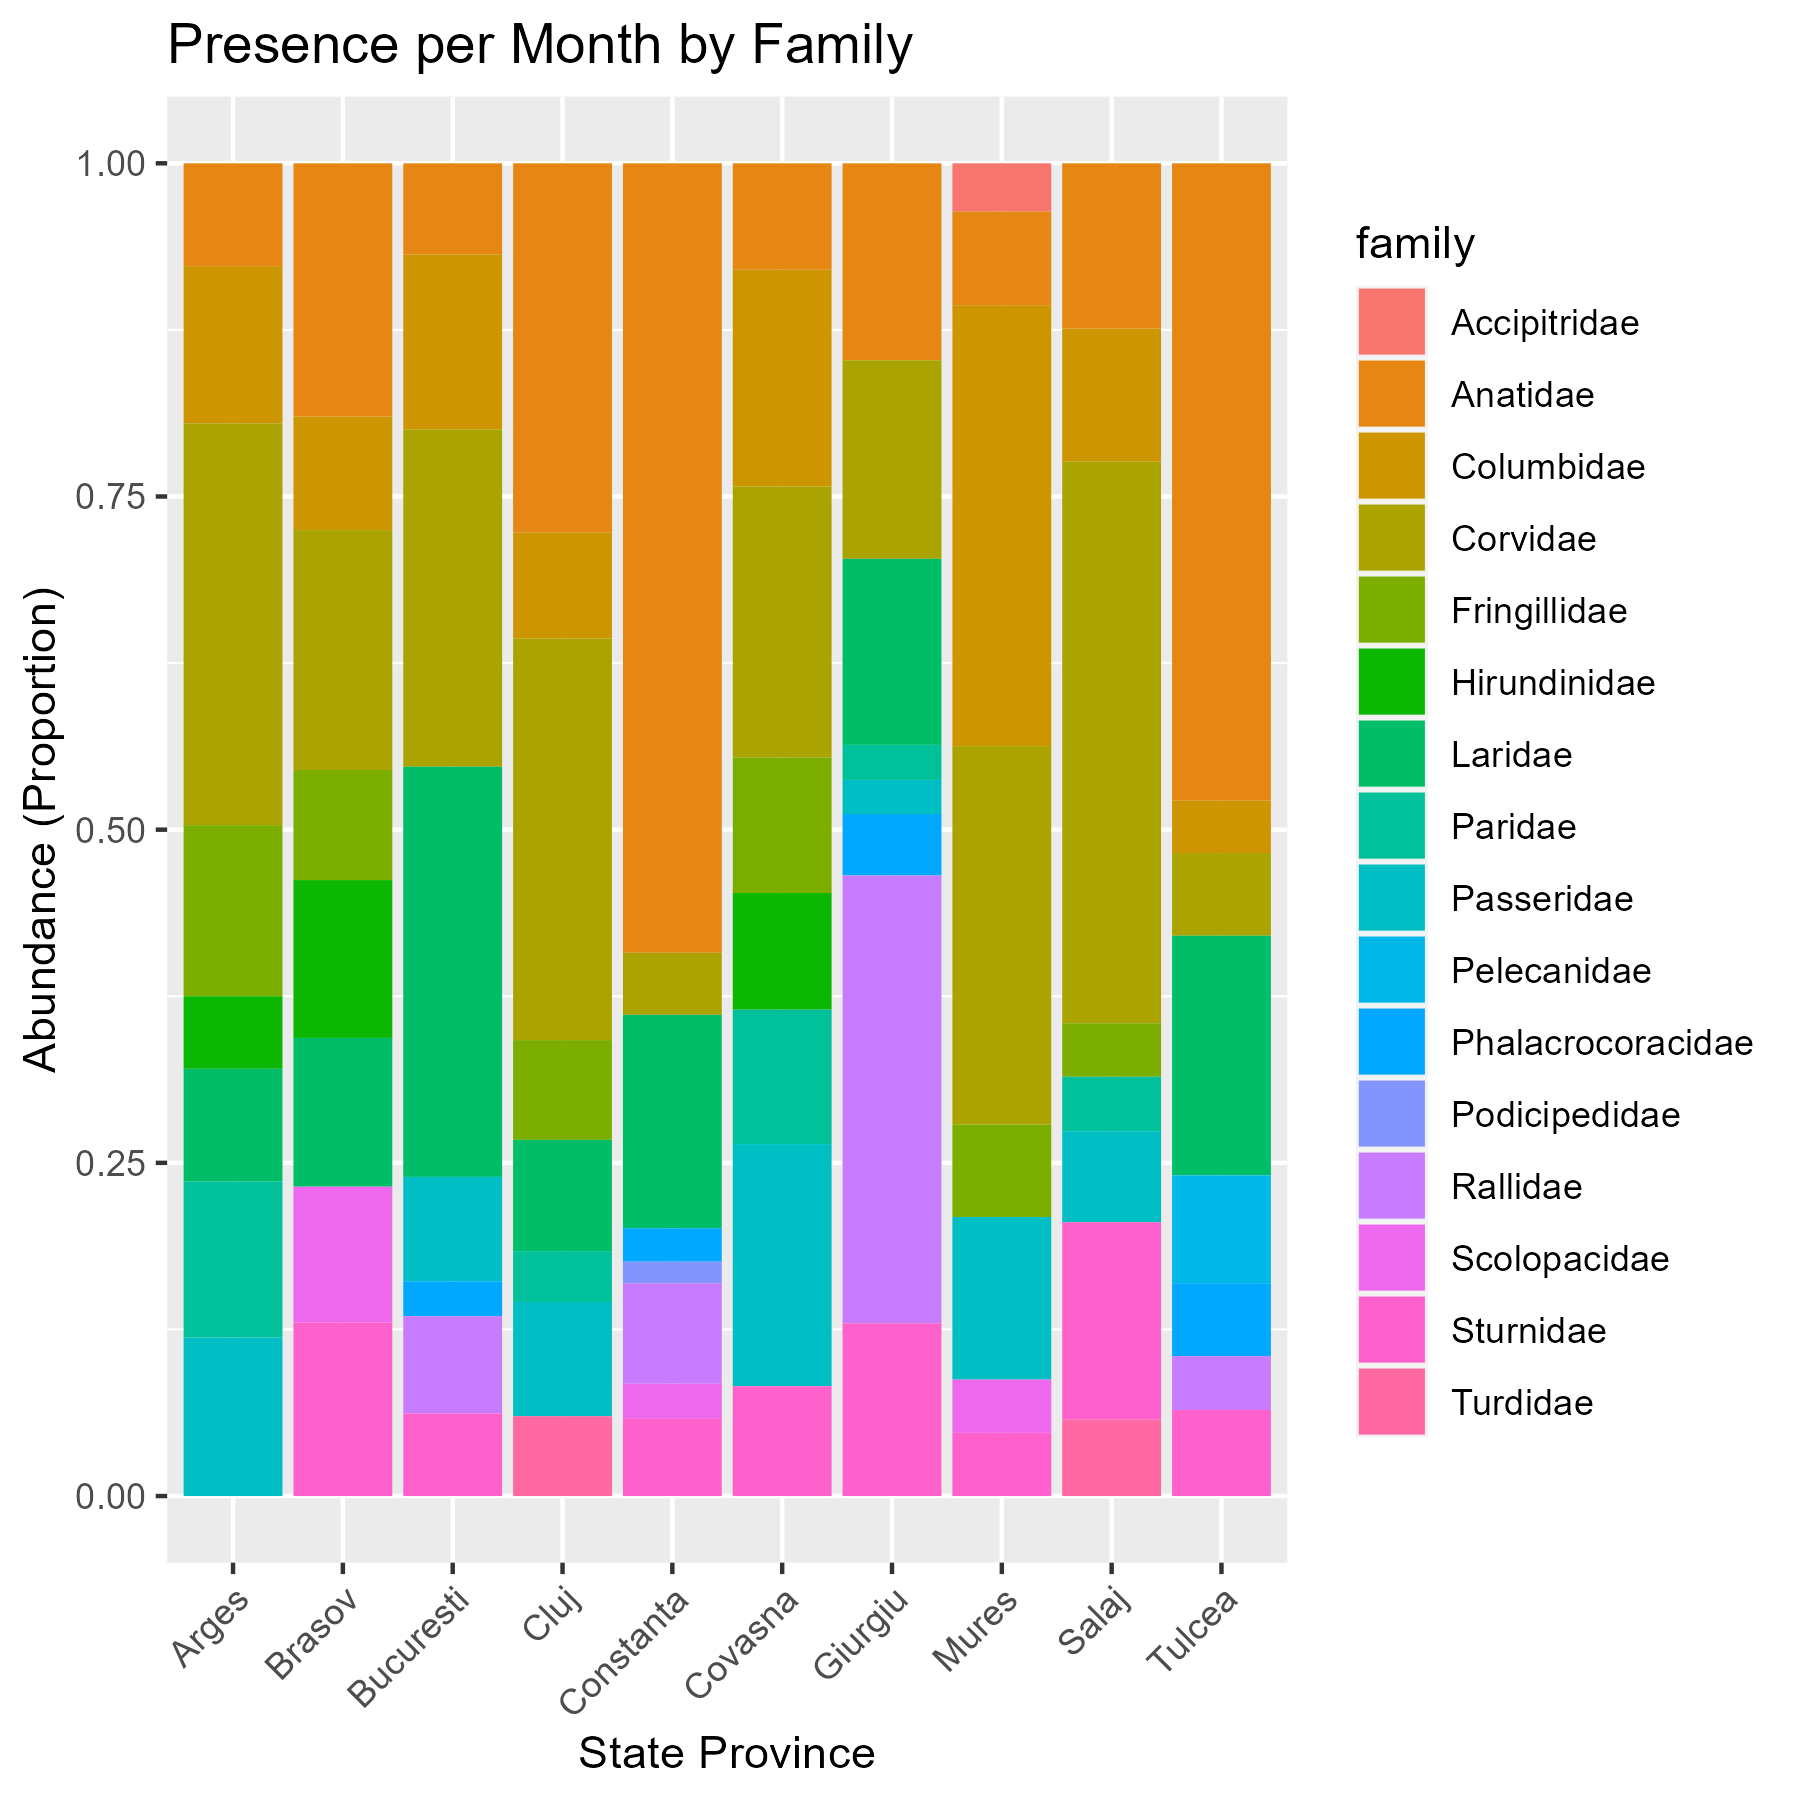 Presence per Month by Family
Abundance (Proportion)
1.00
0.75
0.50
0.25
0.00
Arges
Brasov
Bucuresti
Cluj
Constanta
Covasna
Giurgiu
Mures
Salaj
Tulcea
State Province
family
Accipitridae
Anatidae
Columbidae
Corvidae
Fringillidae
Hirundinidae
Laridae
Paridae
Passeridae
Pelecanidae
Phalacrocoracidae
Podicipedidae
Rallidae
Scolopacidae
Sturnidae
Turdidae